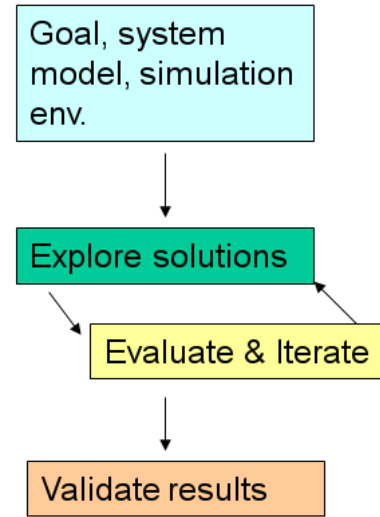 Goal, system
model, simulation
env.
Explore solutions
Evaluate & Iterate
Validate results